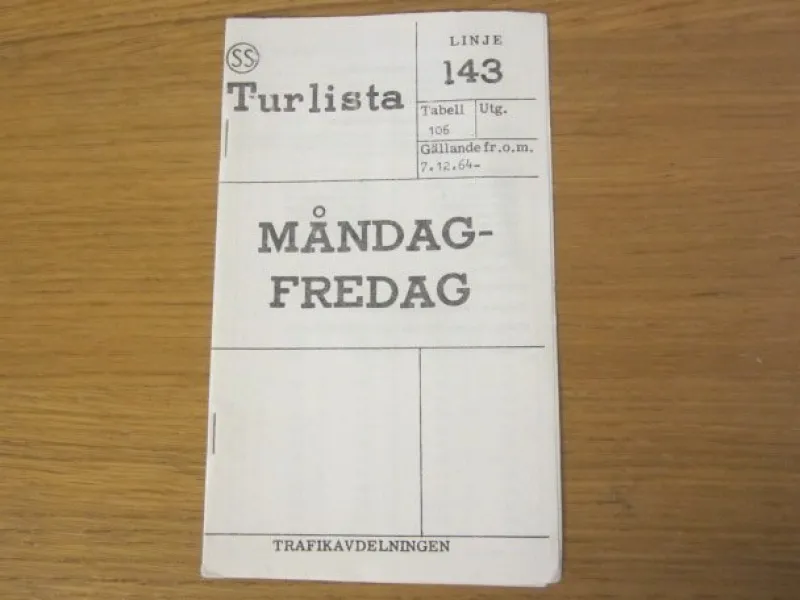 SS
Turlista
LINJE
143
Tabell Utg.
106
Gällande fr.o.m.
7.12.64-
MÅNDAG-
FREDAG
TRAFIKAVDELNINGEN